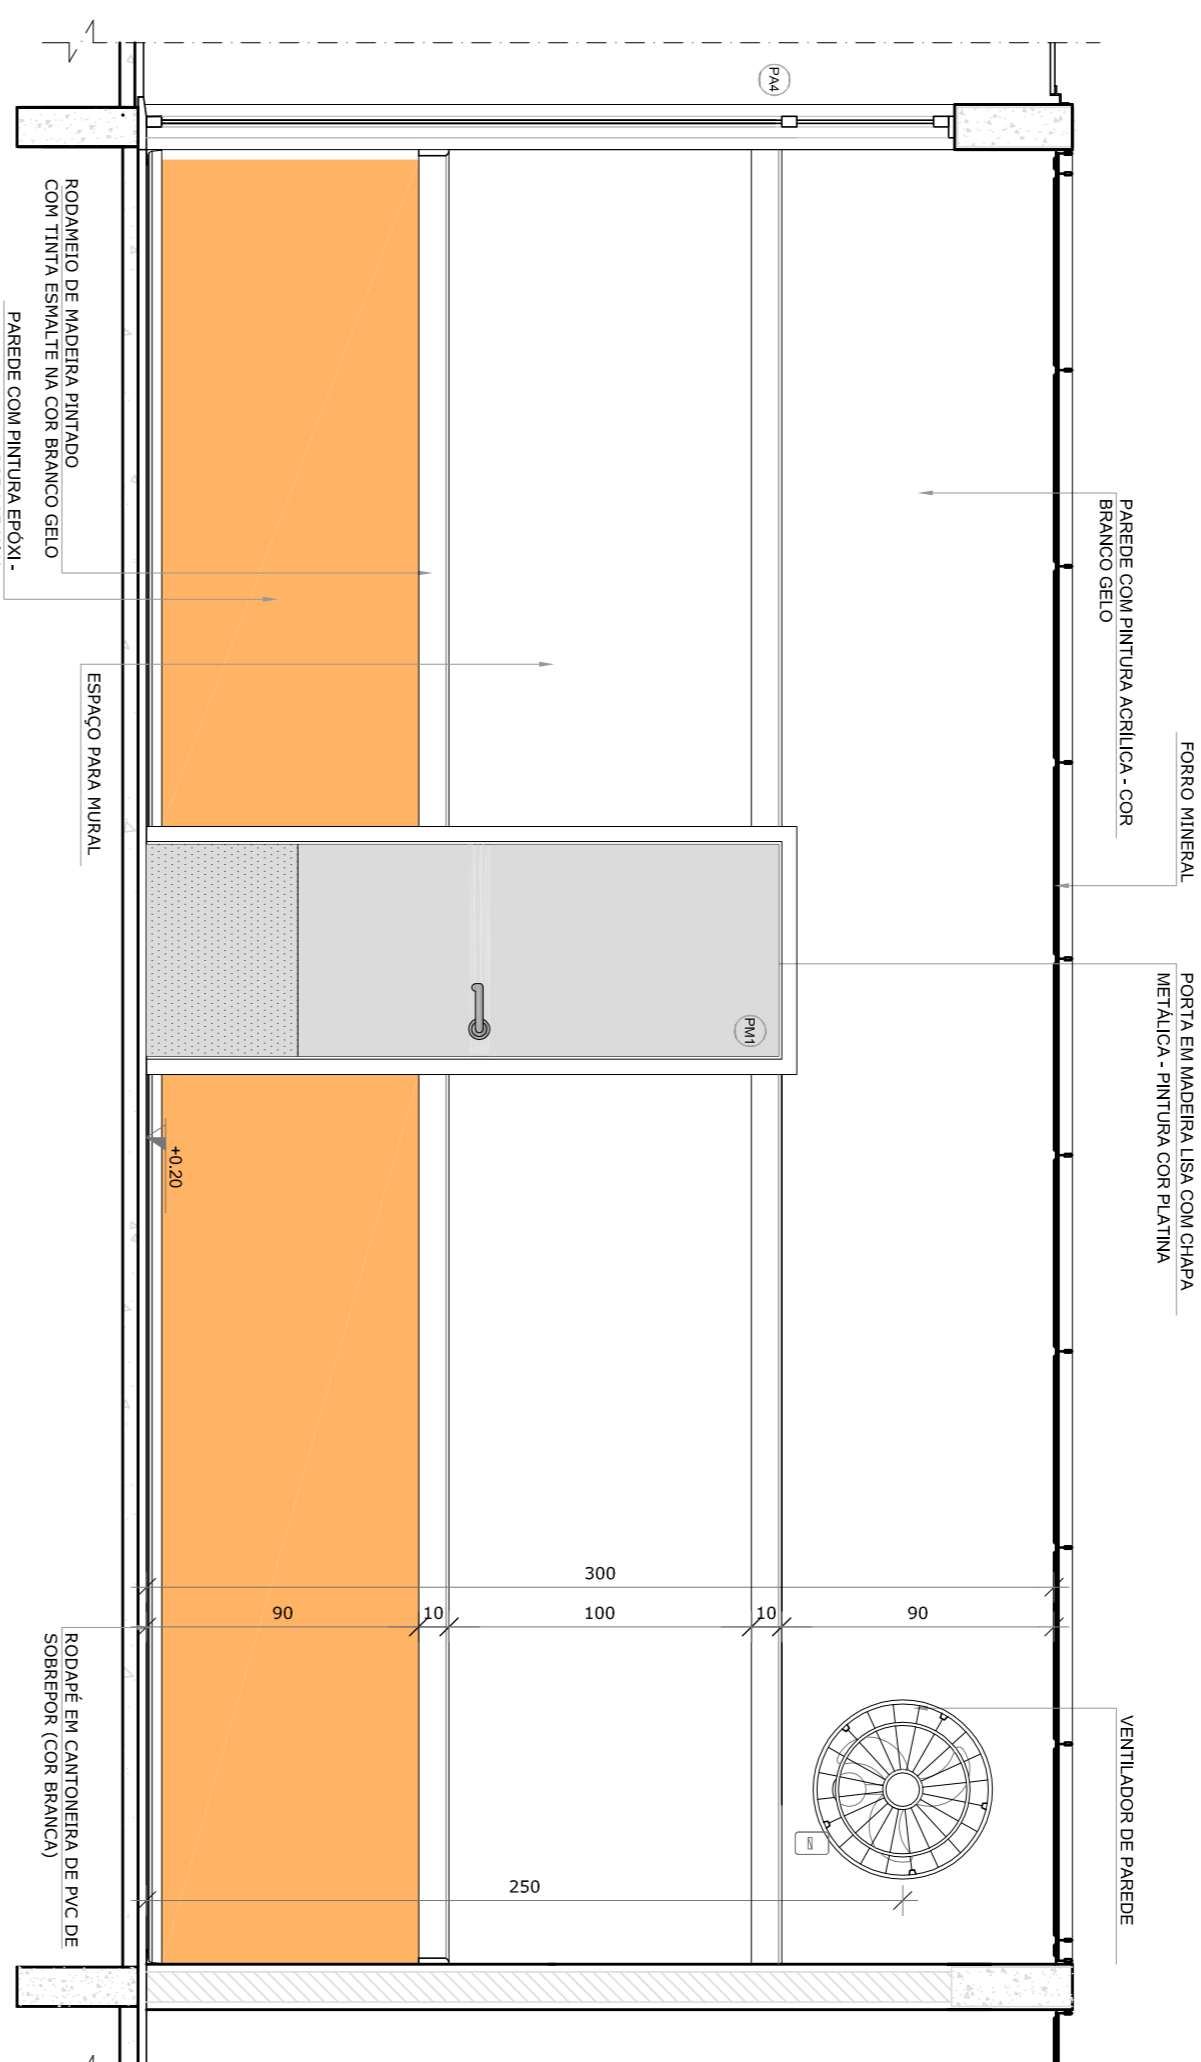 FORRO MINERAL
PORTA EM MADEIRA LISA COM CHAPA
METÁLICA - PINTURA COR PLATINA
PAREDE COM PINTURA ACRÍLICA - COR
BRANCO GELO
VENTILADOR DE PAREDE
PA4
PM1
300
90
10
100
10
90
250
+0.20
ESPAÇO PARA MURAL
RODAMEIO DE MADEIRA PINTADO
COM TINTA ESMALTE NA COR BRANCO GELO
RODAPÉ EM CANTONEIRA DE PVC DE
SOBREPOR (COR BRANCA)
PAREDE COM PINTURA EPÓXI -